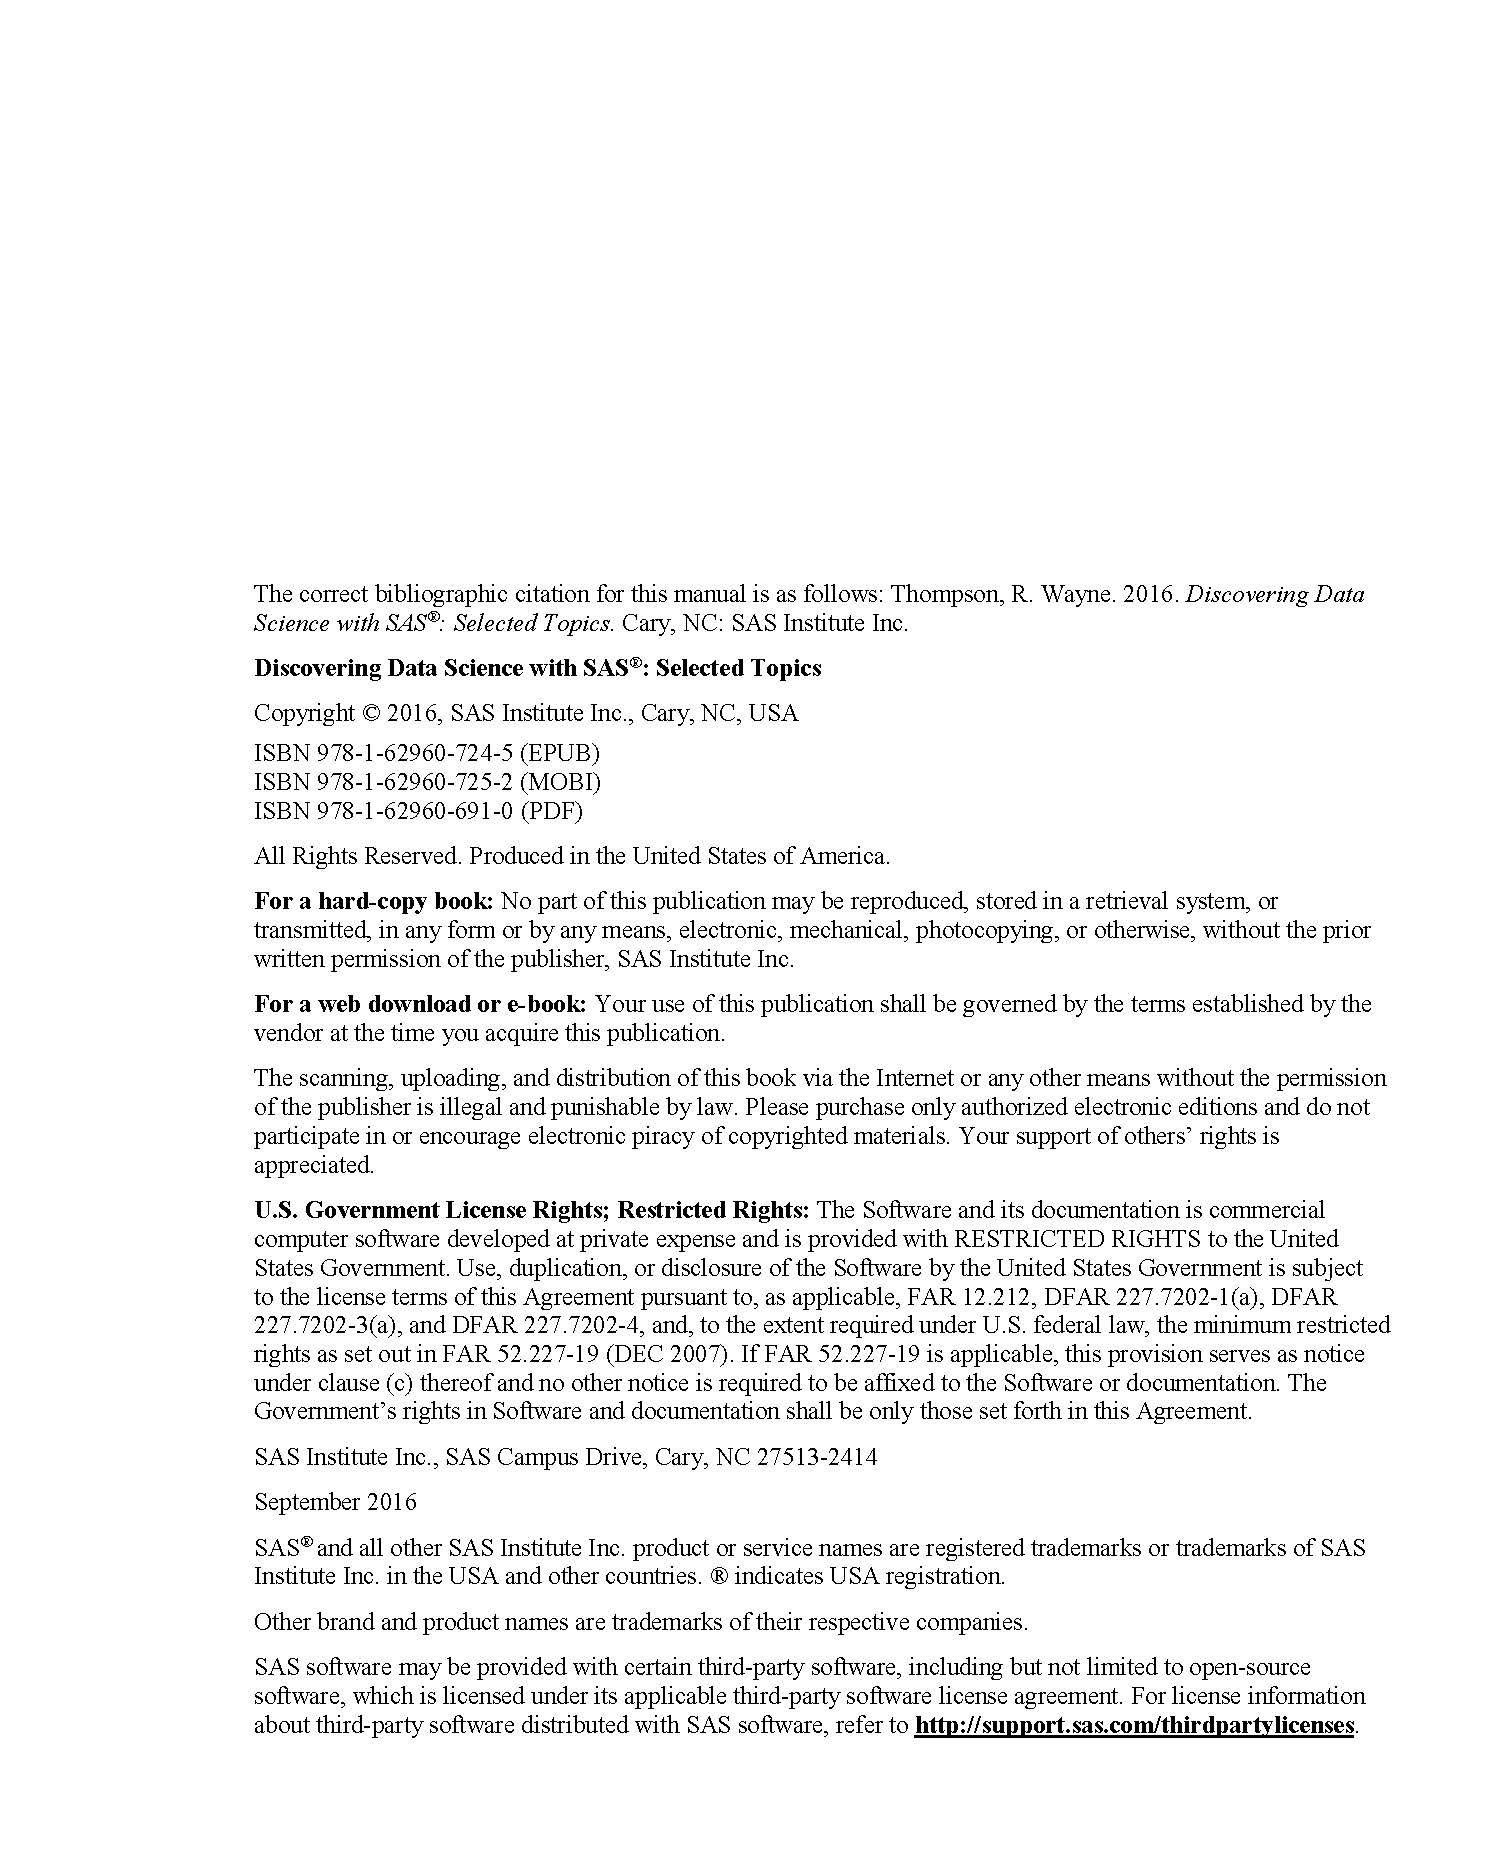 The correct bibliographic citation for this manual is as follows: Thompson, R. Wayne. 2016. Discovering Data
Science with SAS®: Selected Topics. Cary, NC: SAS Institute Inc.
Discovering Data Science with SAS®: Selected Topics
Copyright © 2016, SAS Institute Inc., Cary, NC, USA
ISBN 978-1-62960-724-5 (EPUB)
ISBN 978-1-62960-725-2 (MOBI)
ISBN 978-1-62960-691-0 (PDF)
All Rights Reserved. Produced in the United States of America.
For a hard-copy book: No part of this publication may be reproduced, stored in a retrieval system, or
transmitted, in any form or by any means, electronic, mechanical, photocopying, or otherwise, without the prior
written permission of the publisher, SAS Institute Inc.
For a web download or e-book: Your use of this publication shall be governed by the terms established by the
vendor at the time you acquire this publication.
The scanning, uploading, and distribution of this book via the Internet or any other means without the permission
of the publisher is illegal and punishable by law. Please purchase only authorized electronic editions and do not
participate in or encourage electronic piracy of copyrighted materials. Your support of others’ rights is
appreciated.
U.S. Government License Rights; Restricted Rights: The Software and its documentation is commercial
computer software developed at private expense and is provided with RESTRICTED RIGHTS to the United
States Government. Use, duplication, or disclosure of the Software by the United States Government is subject
to the license terms of this Agreement pursuant to, as applicable, FAR 12.212, DFAR 227.7202-1(a), DFAR
227.7202-3(a), and DFAR 227.7202-4, and, to the extent required under U.S. federal law, the minimum restricted
rights as set out in FAR 52.227-19 (DEC 2007). If FAR 52.227-19 is applicable, this provision serves as notice
under clause (c) thereof and no other notice is required to be affixed to the Software or documentation. The
Government’s rights in Software and documentation shall be only those set forth in this Agreement.
SAS Institute Inc., SAS Campus Drive, Cary, NC 27513-2414
September 2016
SAS® and all other SAS Institute Inc. product or service names are registered trademarks or trademarks of SAS
Institute Inc. in the USA and other countries. ® indicates USA registration.
Other brand and product names are trademarks of their respective companies.
SAS software may be provided with certain third-party software, including but not limited to open-source
software, which is licensed under its applicable third-party software license agreement. For license information
about third-party software distributed with SAS software, refer to http://support.sas.com/thirdpartylicenses.